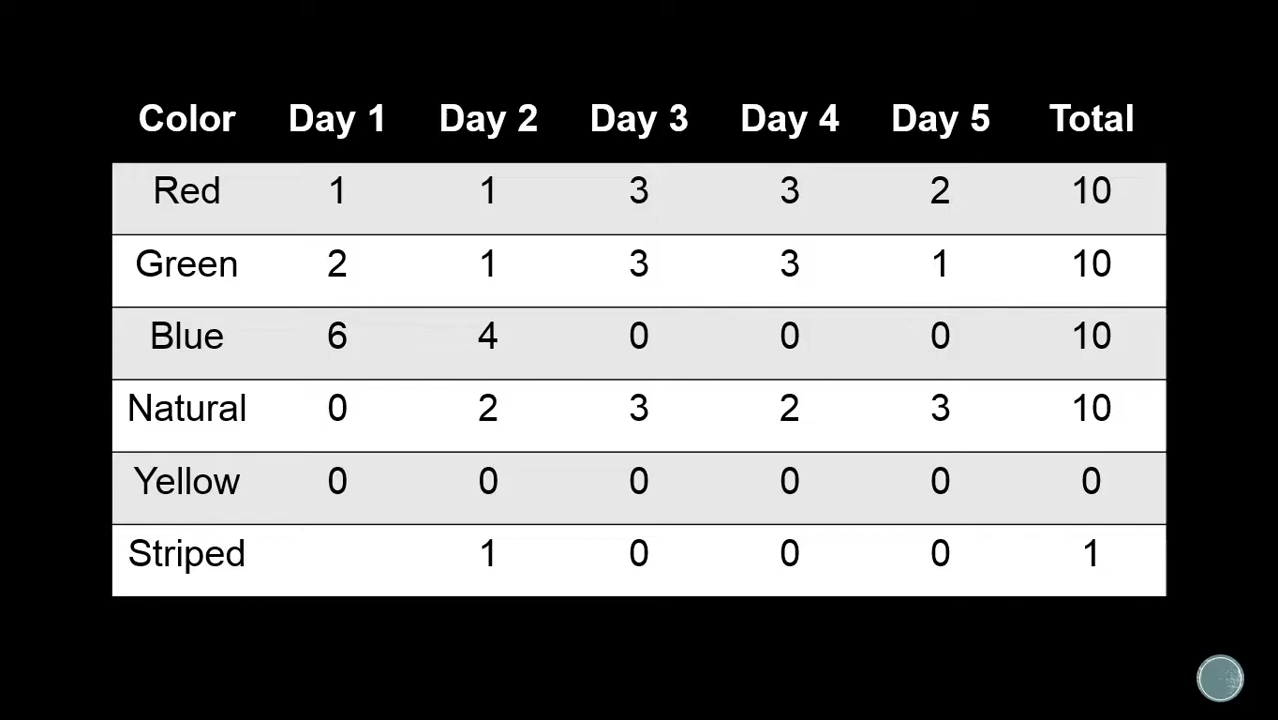 Color Day 1 Day 2 Day 3 Day 4 Day 5 Total
Red 1 1 3 3 2 10
Green 2 1 3 3 1 10
Blue 6 4 0 0 0 10
Natural 0 2 3 2 3 10
Yellow 0 0 0 0 0 0
Striped 1 0 0 0 1